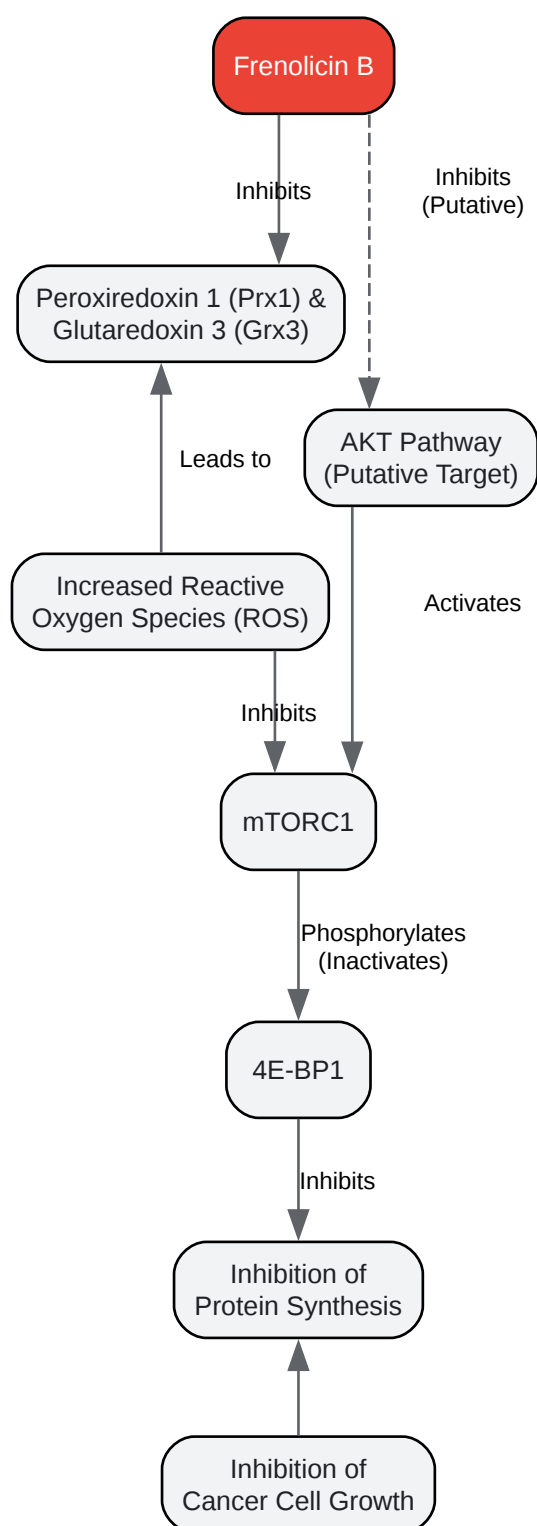 Frenolicin B
Inhibits
Inhibits
(Putative)
Peroxiredoxin 1 (Prx1) &
Glutaredoxin 3 (Grx3)
AKT Pathway
(Putative Target)
Leads to
Increased Reactive
Oxygen Species (ROS)
Activates
Inhibits
mTORC1
Phosphorylates
(Inactivates)
4E-BP1
Inhibits
Inhibition of
Protein Synthesis
Inhibition of
Cancer Cell Growth